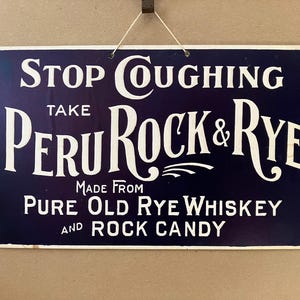 STOP COUGHING
TAKE
PERU ROCK & RYE
MADE FROM
PURE OLD RYE WHISKEY
AND ROCK CANDY